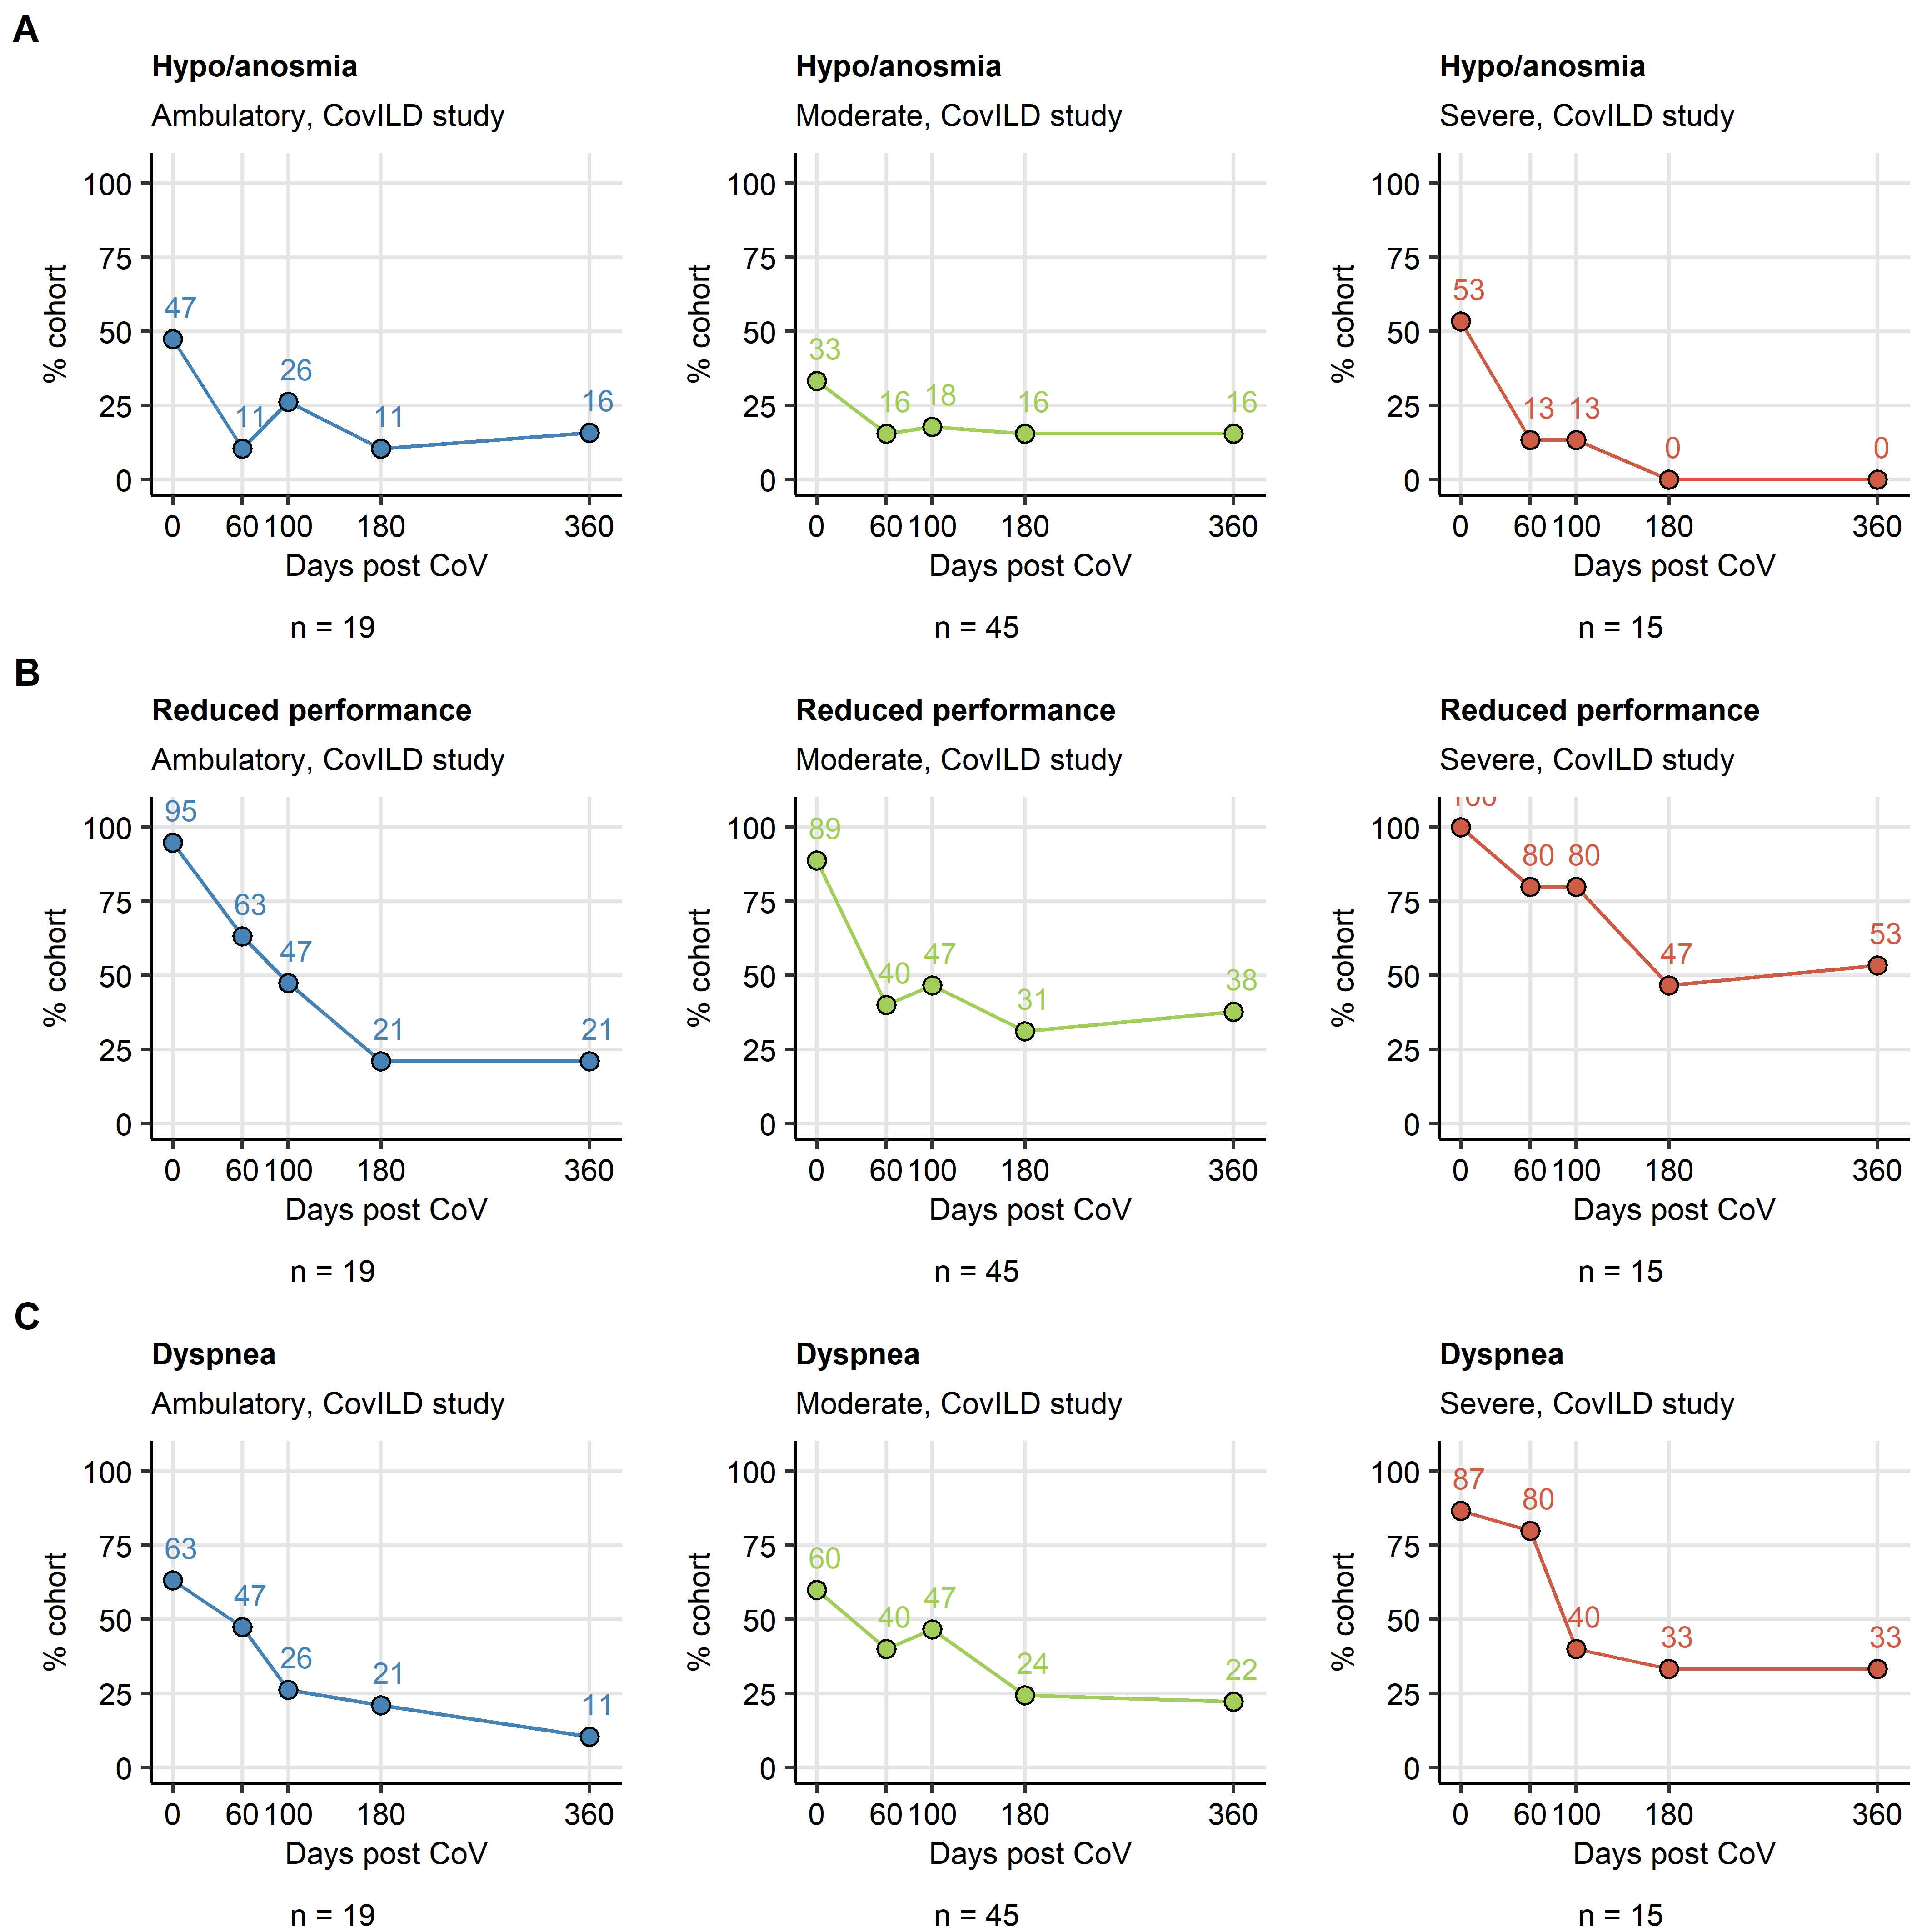 A
Hypo/anosmia
Ambulatory, CovILD study
% cohort
100
75
50
25
0
47
11
26
11
16
0 60 100 180 360
Days post CoV
n = 19
Hypo/anosmia
Moderate, CovILD study
% cohort
100
75
50
25
0
33
16
18
16
16
0 60 100 180 360
Days post CoV
n = 45
Hypo/anosmia
Severe, CovILD study
% cohort
100
75
50
25
0
53
13
13
0
0
0 60 100 180 360
Days post CoV
n = 15
B
Reduced performance
Ambulatory, CovILD study
% cohort
100
75
50
25
0
95
63
47
21
21
0 60 100 180 360
Days post CoV
n = 19
Reduced performance
Moderate, CovILD study
% cohort
100
75
50
25
0
89
40
47
31
38
0 60 100 180 360
Days post CoV
n = 45
Reduced performance
Severe, CovILD study
% cohort
100
75
50
25
0
100
80
80
47
53
0 60 100 180 360
Days post CoV
n = 15
C
Dyspnea
Ambulatory, CovILD study
% cohort
100
75
50
25
0
63
47
26
21
11
0 60 100 180 360
Days post CoV
n = 19
Dyspnea
Moderate, CovILD study
% cohort
100
75
50
25
0
60
40
47
24
22
0 60 100 180 360
Days post CoV
n = 45
Dyspnea
Severe, CovILD study
% cohort
100
75
50
25
0
87
80
40
33
33
0 60 100 180 360
Days post CoV
n = 15